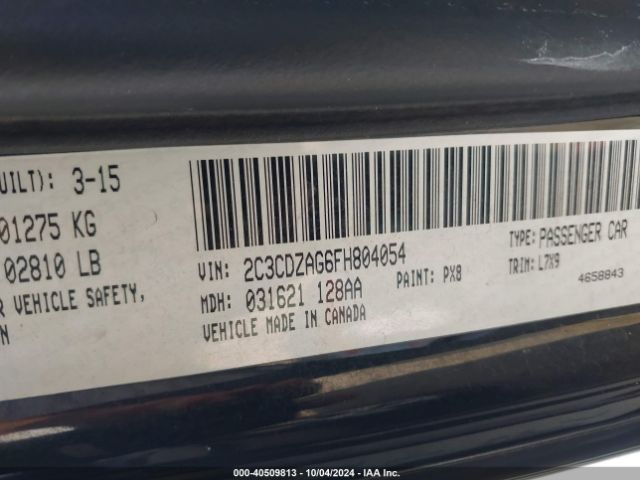 UILT): 3-15
01275 KG
02810 LB
R VEHICLE SAFETY,
N
VIN: 2C3CDZAG6FH804054
TYPE: PASSENGER CAR
MDH: 031621 128AA
PAINT: PX8
TRIM: L7X9
VEHICLE MADE IN CANADA
4658843
000-40509813 - 10/04/2024 - IAA Inc.